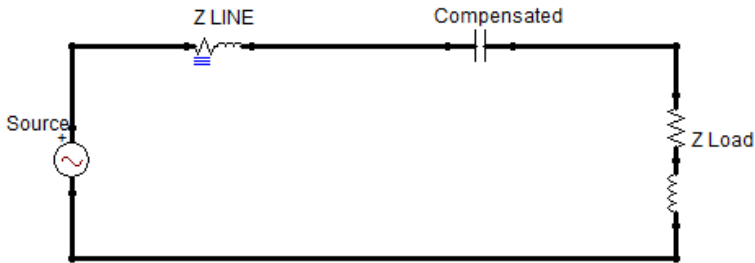 Z LINE
Compensated
Source
+
Z Load